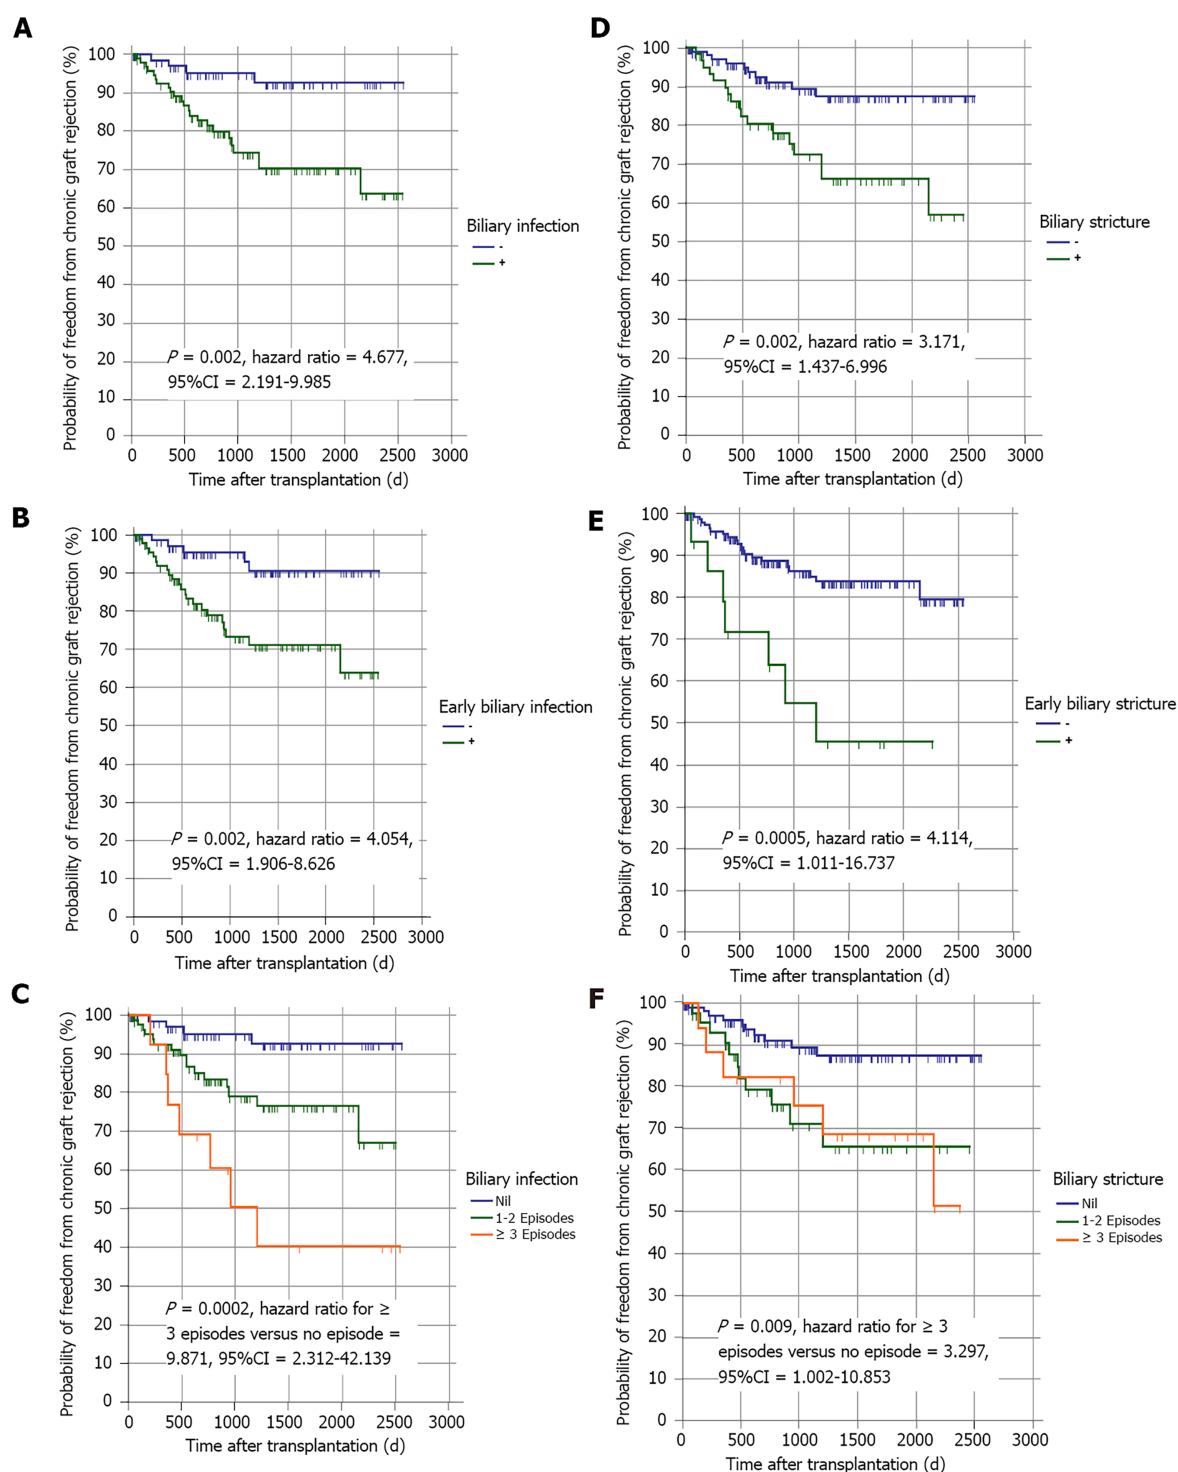 A
Probability of freedom from chronic graft rejection (%)
100
90
80
70
60
50
40
30
20
10
0
P = 0.002, hazard ratio = 4.677,
95%CI = 2.191-9.985
0 500 1000 1500 2000 2500 3000
Time after transplantation (d)
Biliary infection
-
+
D
Probability of freedom from chronic graft rejection (%)
100
90
80
70
60
50
40
30
20
10
0
P = 0.002, hazard ratio = 3.171,
95%CI = 1.437-6.996
0 500 1000 1500 2000 2500 3000
Time after transplantation (d)
Biliary stricture
-
+
B
Probability of freedom from chronic graft rejection (%)
100
90
80
70
60
50
40
30
20
10
0
P = 0.002, hazard ratio = 4.054,
95%CI = 1.906-8.626
0 500 1000 1500 2000 2500 3000
Time after transplantation (d)
Early biliary infection
-
+
E
Probability of freedom from chronic graft rejection (%)
100
90
80
70
60
50
40
30
20
10
0
P = 0.0005, hazard ratio = 4.114,
95%CI = 1.011-16.737
0 500 1000 1500 2000 2500 3000
Time after transplantation (d)
Early biliary stricture
-
+
C
Probability of freedom from chronic graft rejection (%)
100
90
80
70
60
50
40
30
20
10
0
P = 0.0002, hazard ratio for ≥
3 episodes versus no episode =
9.871, 95%CI = 2.312-42.139
0 500 1000 1500 2000 2500 3000
Time after transplantation (d)
Biliary infection
Nil
1-2 Episodes
≥ 3 Episodes
F
Probability of freedom from chronic graft rejection (%)
100
90
80
70
60
50
40
30
20
10
0
P = 0.009, hazard ratio for ≥ 3
episodes versus no episode = 3.297,
95%CI = 1.002-10.853
0 500 1000 1500 2000 2500 3000
Time after transplantation (d)
Biliary stricture
Nil
1-2 Episodes
≥ 3 Episodes